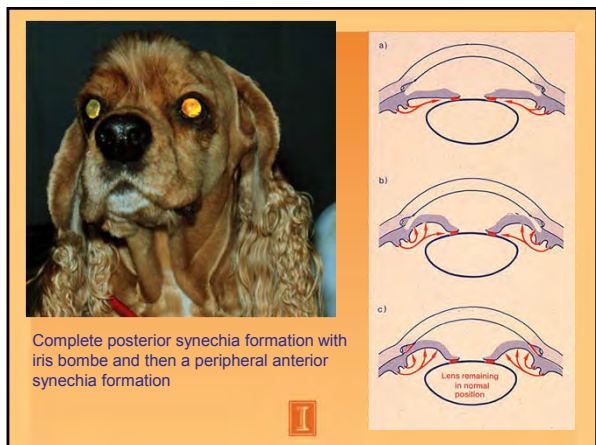 Complete posterior synechia formation with
iris bombe and then a peripheral anterior
synechia formation
a)
b)
c)
Lens remaining
in normal
position
I